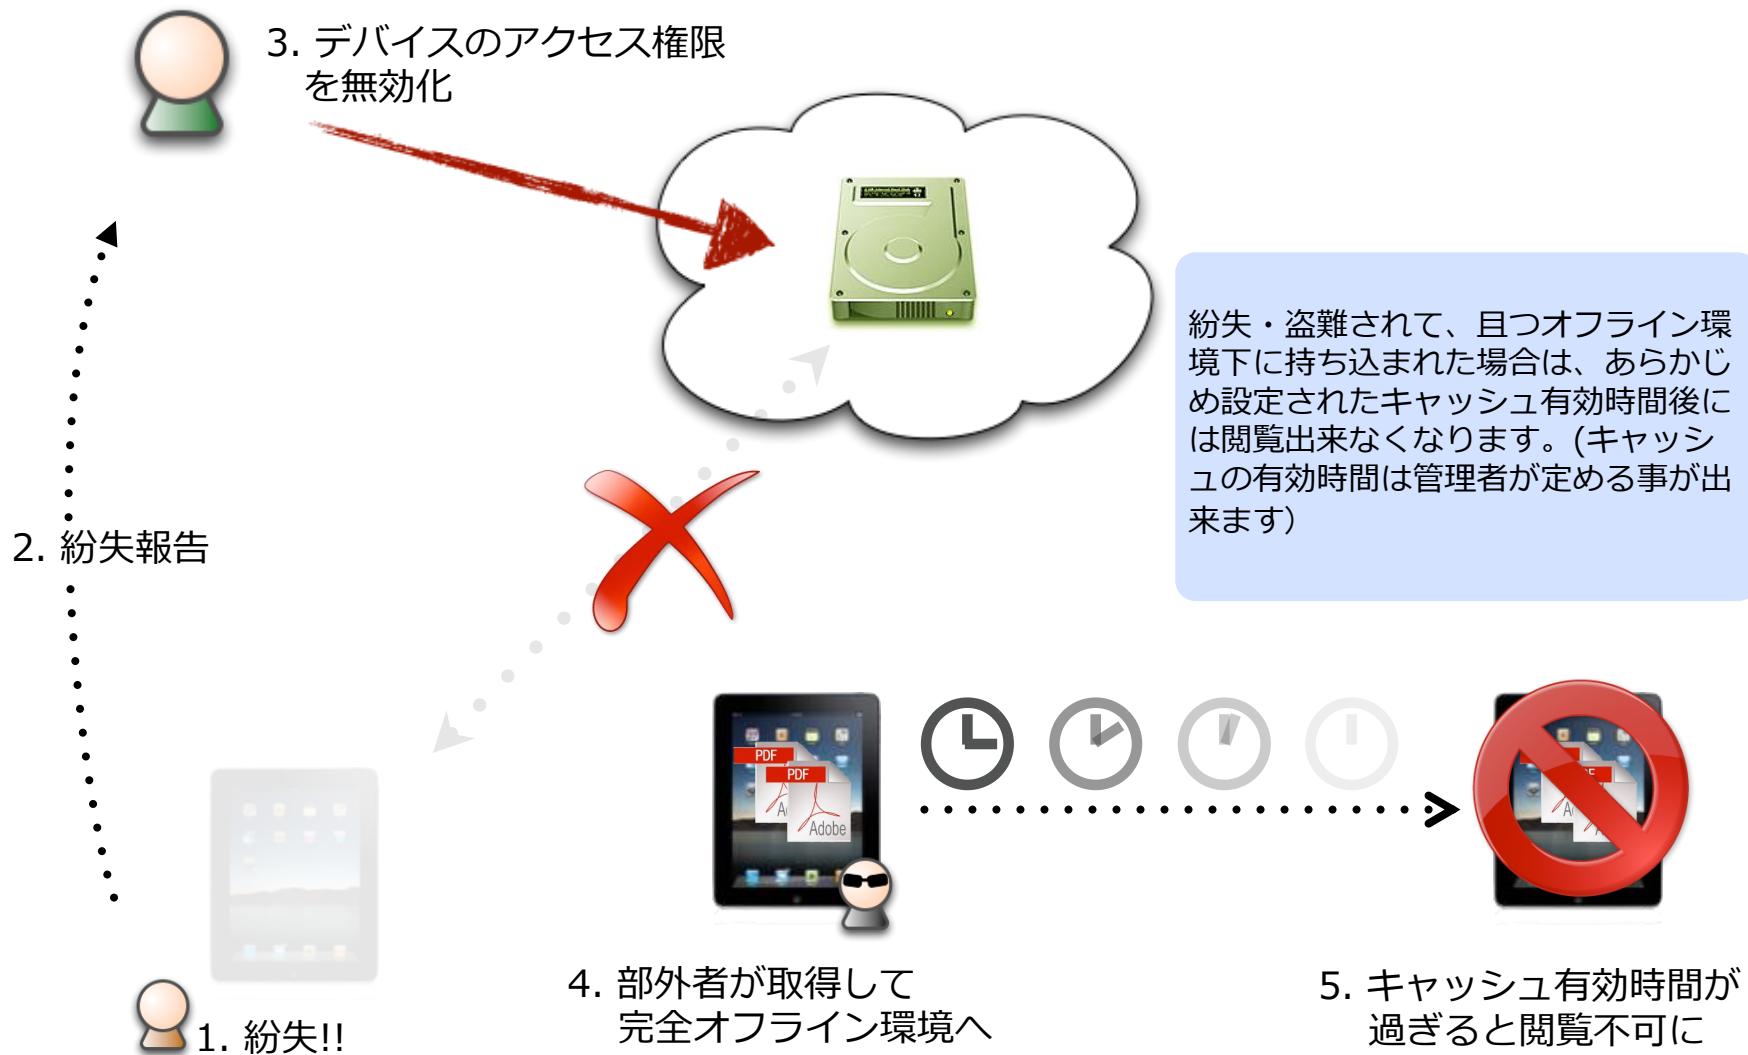 3. デバイスのアクセス権限
を無効化
紛失・盗難されて、且つオフライン環
境下に持ち込まれた場合は、あらかじ
め設定されたキャッシュ有効時間後に
は閲覧出来なくなります。(キャッシ
ュの有効時間は管理者が定める事が出
来ます）
2. 紛失報告
PDF
PDF
Adobe
1. 紛失!!
4. 部外者が取得して
完全オフライン環境へ
5. キャッシュ有効時間が
過ぎると閲覧不可に